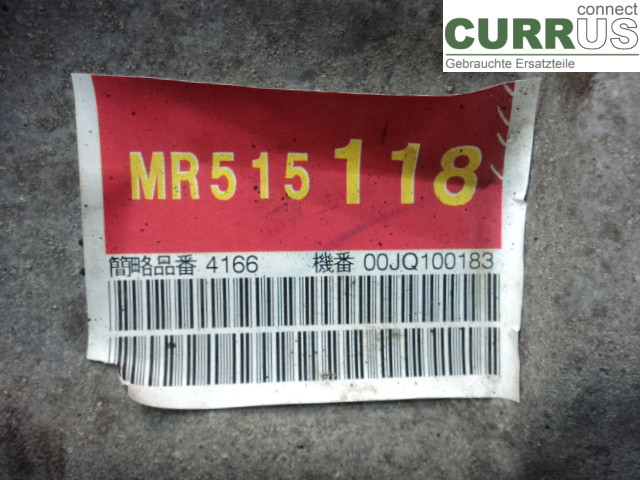 connect
CURRUS
Gebrauchte Ersatzteile
MR515118
簡略品番 4166 機番 00JQ100183